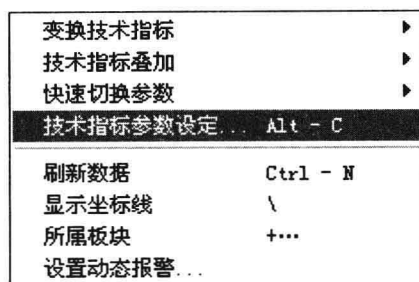 变换技术指标
技术指标叠加
快速切换参数
技术指标参数设定... Alt - C
刷新数据 Ctrl - N
显示坐标线 \
所属板块 +···
设置动态报警...